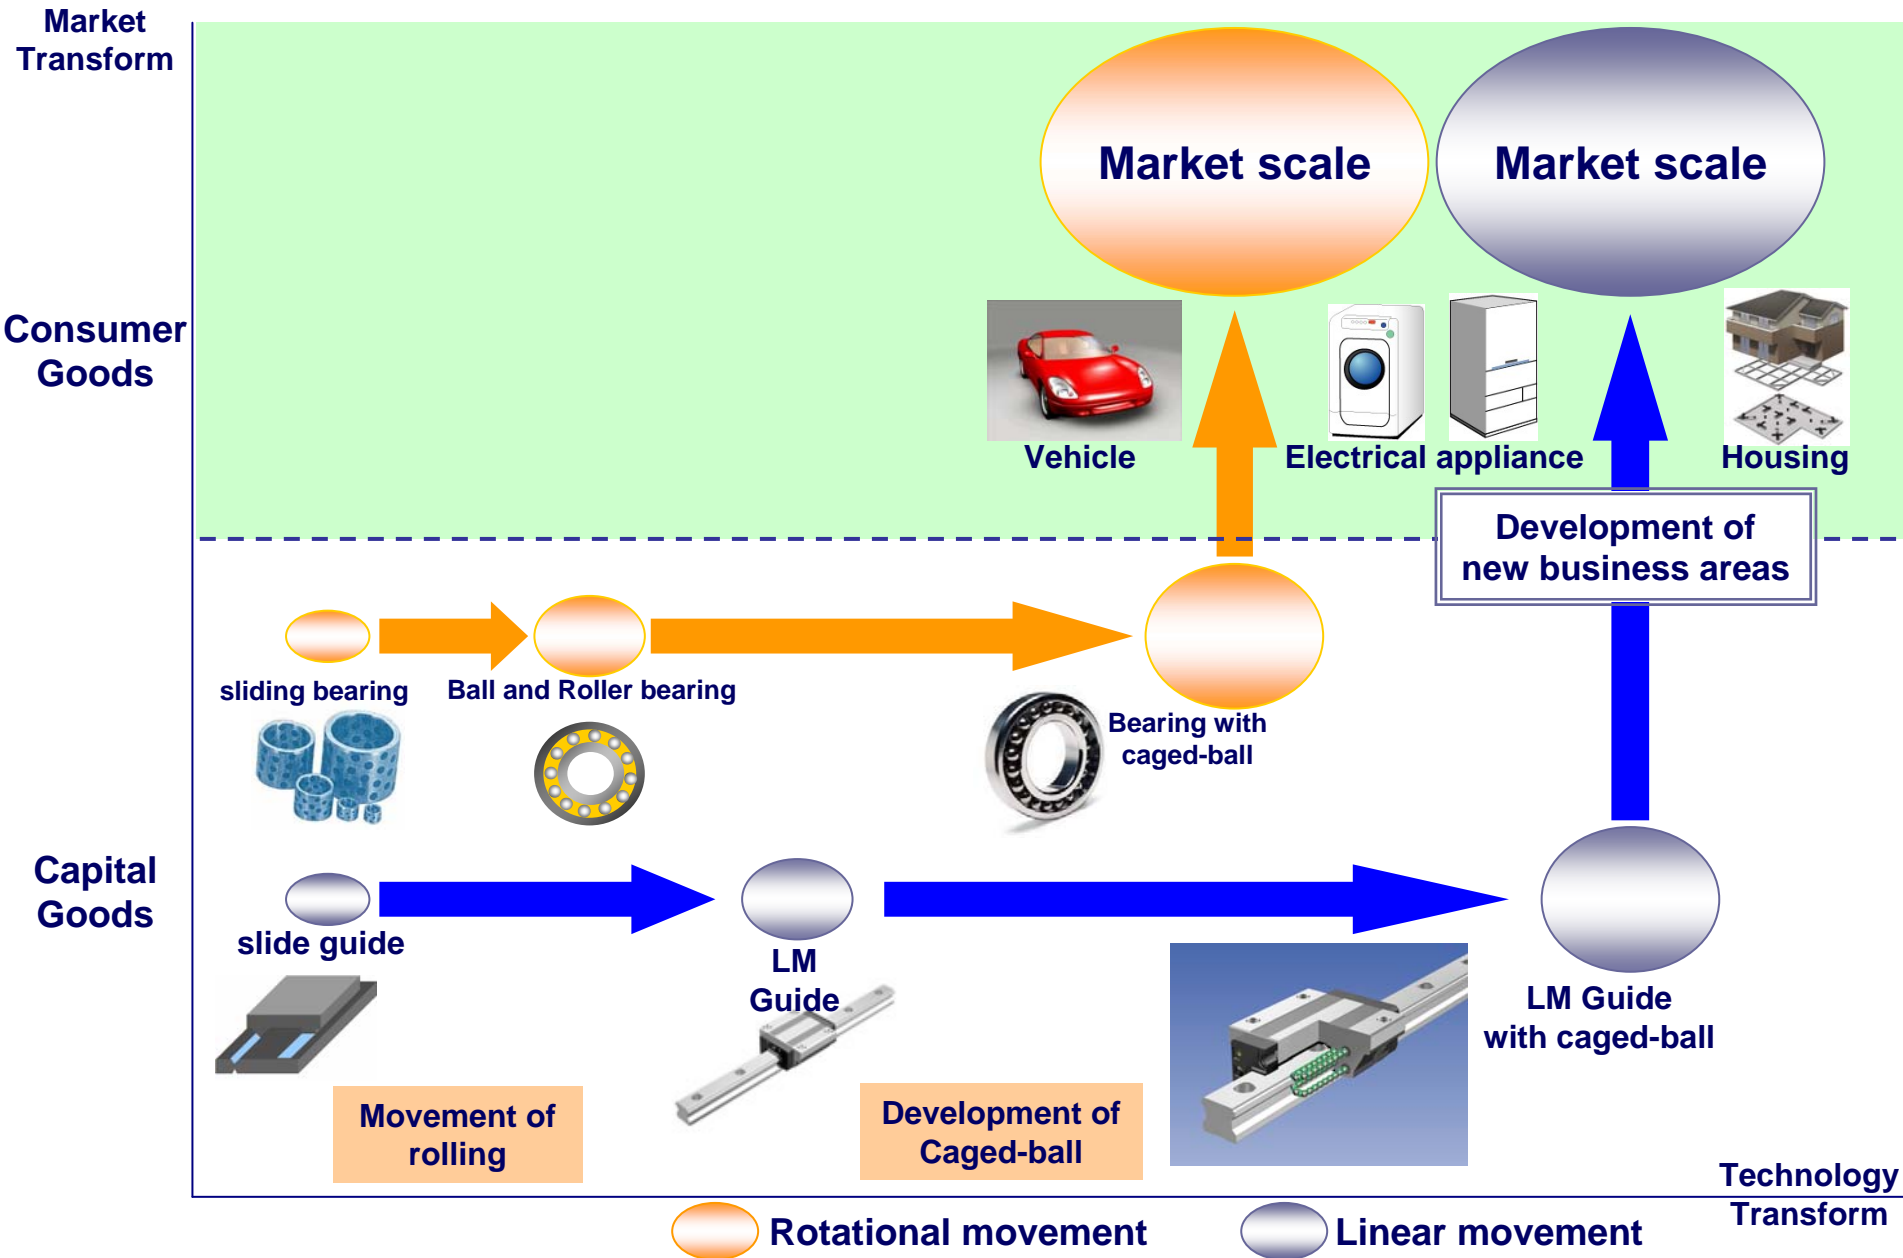 Market
Transform
Market scale
Market scale
Consumer
Goods
Vehicle
Electrical appliance
Housing
Development of
new business areas
sliding bearing
Ball and Roller bearing
Bearing with
caged-ball
Capital
Goods
slide guide
LM
Guide
LM Guide
with caged-ball
Movement of
rolling
Development of
Caged-ball
Technology
Transform
Rotational movement
Linear movement